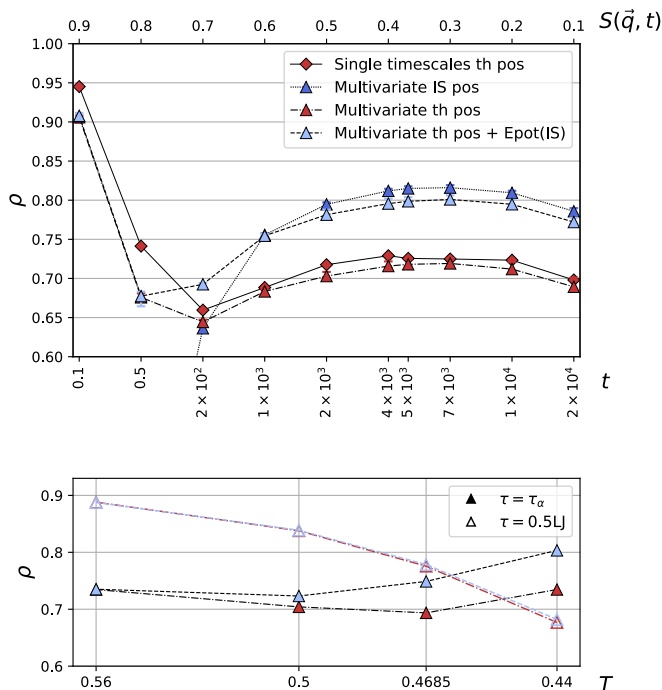 0.9 0.8 0.7 0.6 0.5 0.4 0.3 0.2 0.1 S(q⃗, t)
1.00
0.95
0.90
0.85
0.80
0.75
0.70
0.65
0.60
ρ
Single timescales th pos
Multivariate IS pos
Multivariate th pos
Multivariate th pos + Epot(IS)
0.1 0.5 2 × 10² 1 × 10³ 2 × 10³ 4 × 10³ 5 × 10³ 7 × 10³ 1 × 10⁴ 2 × 10⁴ t
0.9
0.8
0.7
0.6
ρ
τ = τα
τ = 0.5LJ
0.56 0.5 0.4685 0.44 T